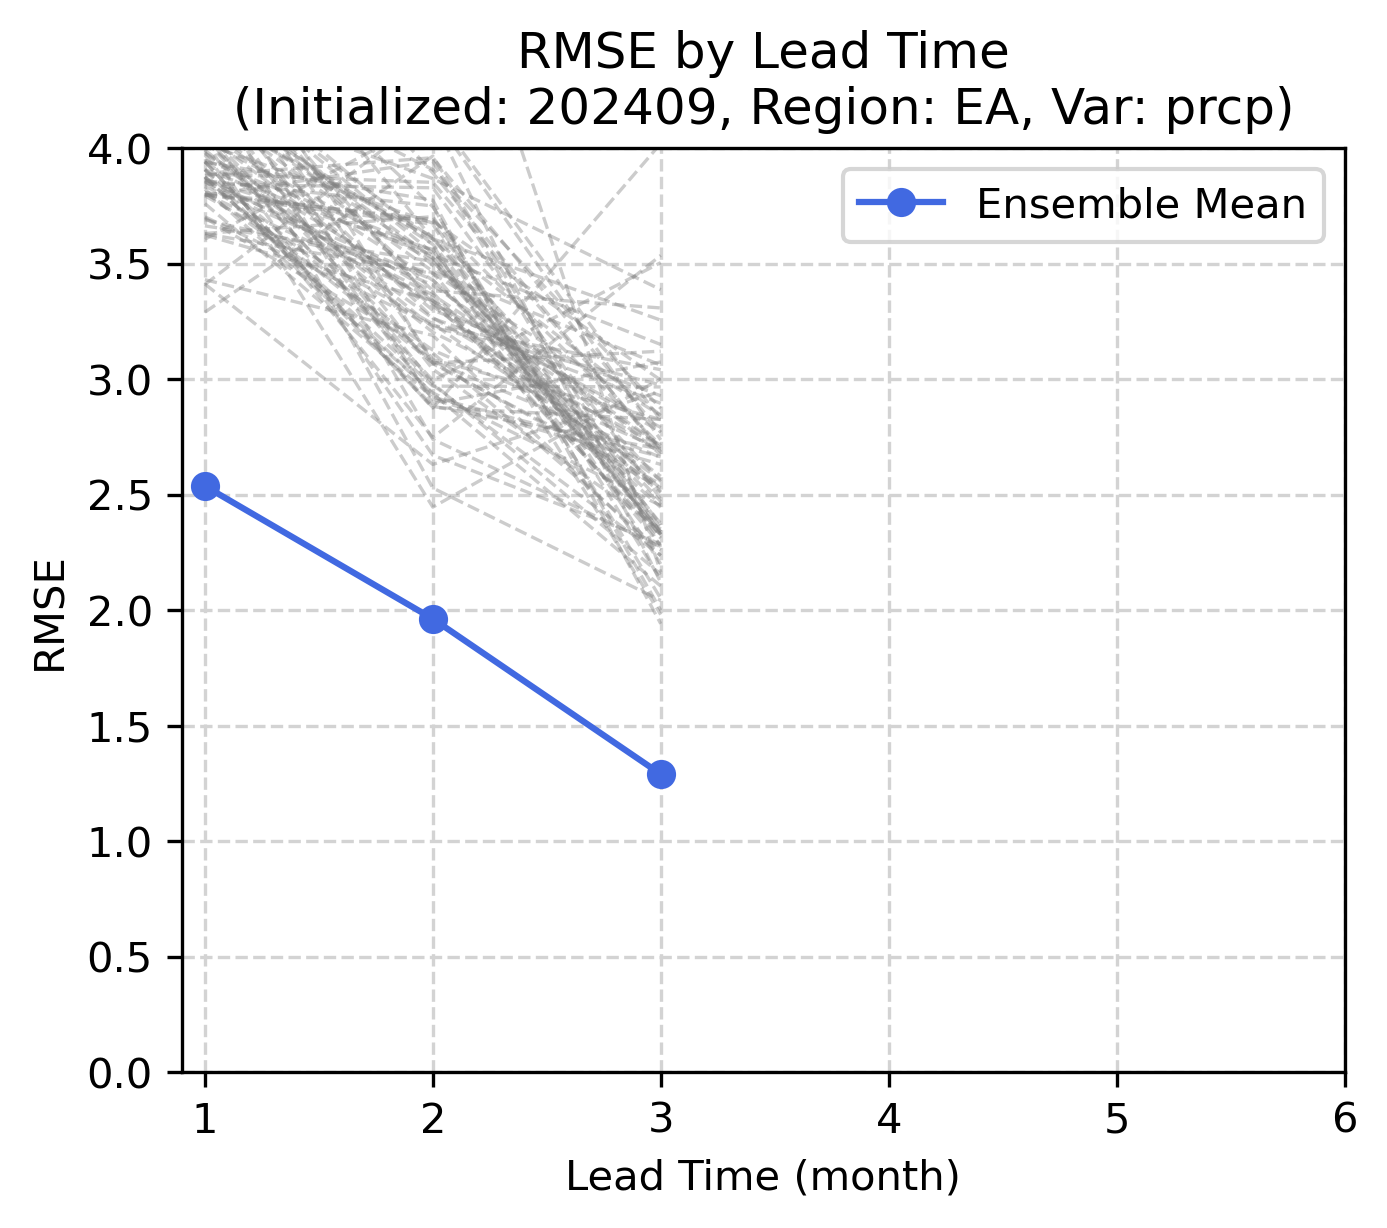 RMSE by Lead Time
(Initialized: 202409, Region: EA, Var: prcp)
Ensemble Mean
RMSE
4.0
3.5
3.0
2.5
2.0
1.5
1.0
0.5
0.0
1 2 3 4 5 6
Lead Time (month)